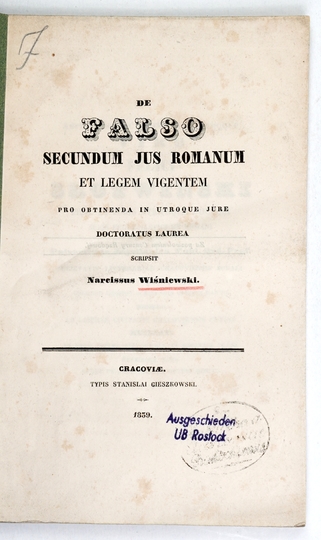 7
DE
FALSO
SECUNDUM JUS ROMANUM
ET LEGEM VIGENTEM
PRO OBTINENDA IN UTROQUE JURE
DOCTORATUS LAUREA
SCRIPSIT
Narcissus Wiśniewski.
CRACOVIÆ.
TYPIS STANISLAI GIESZKOWSKI.
1839.
Ausgeschieden
UB Rostock